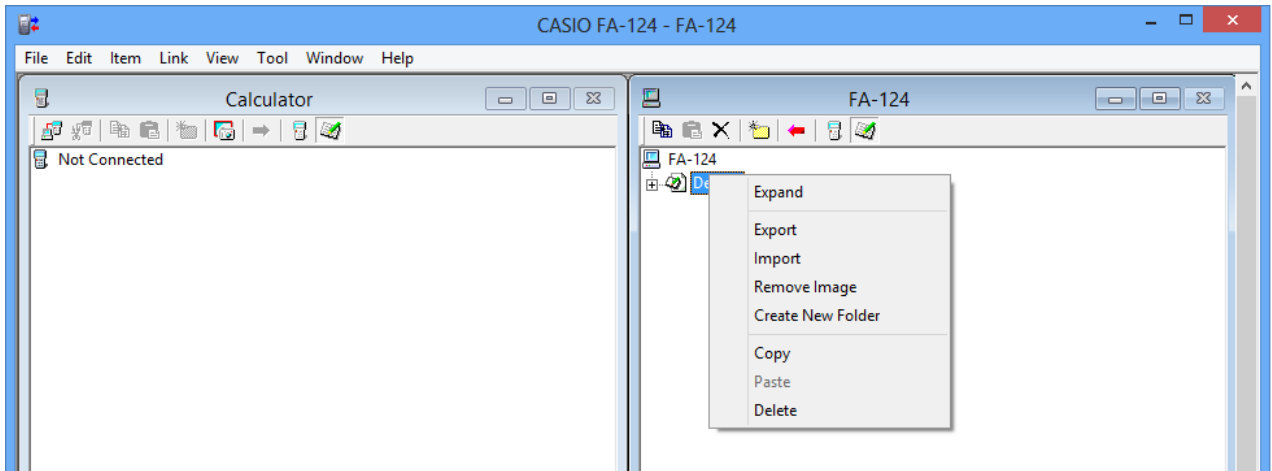 CASIO FA-124 - FA-124
File Edit Item Link View Tool Window Help
Calculator
Not Connected
FA-124
FA-124
Expand
Export
Import
Remove Image
Create New Folder
Copy
Paste
Delete